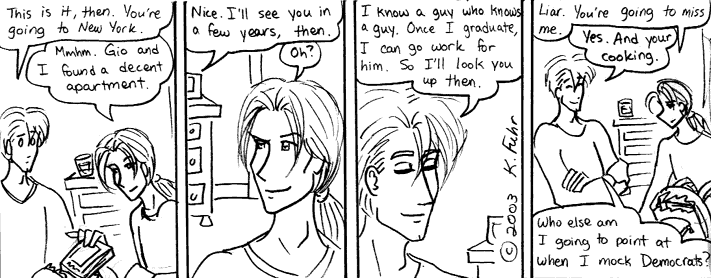 This is it, then. You're
going to New York.
Mmhm. Gio and
I found a decent
apartment.
Nice. I'll see you in
a few years, then.
Oh?
I know a guy who knows
a guy. Once I graduate,
I can go work for
him. So I'll look you
up then.
© 2003 K. Fuhr
Liar. You're going to miss
me.
Yes. And your
cooking.
Who else am
I going to point at
when I mock Democrats?